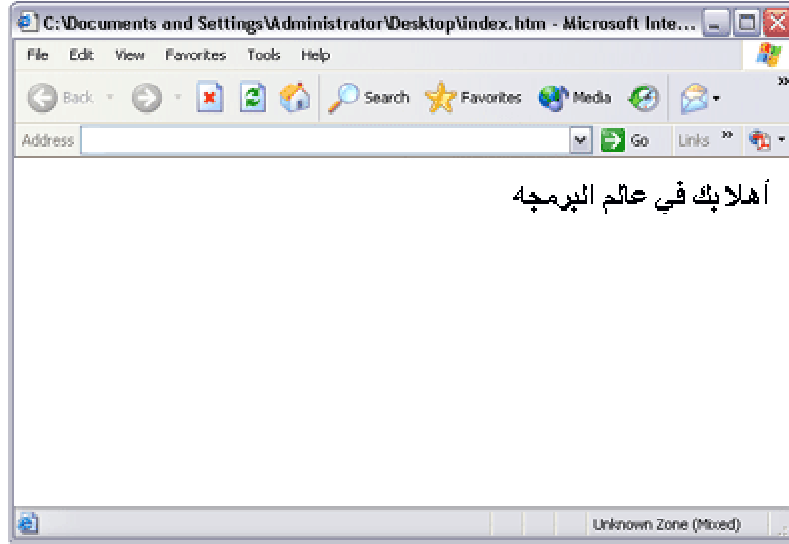 C:\Documents and Settings\Administrator\Desktop\index.htm - Microsoft Inte...
File Edit View Favorites Tools Help
Back Search Favorites Media »
Address Go Links »
أهلا بك في عالم البرمجه
Unknown Zone (Mixed)